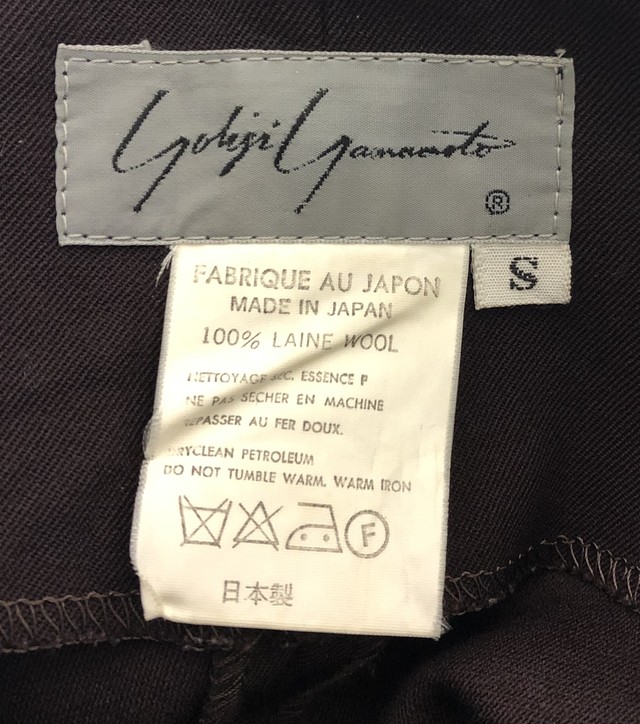 Yohji Yamamoto
®
S
FABRIQUE AU JAPON
MADE IN JAPAN
100% LAINE WOOL
NETTOYAGE SEC. ESSENCE P
NE PAS SECHER EN MACHINE
REPASSER AU FER DOUX.
DRYCLEAN PETROLEUM
DO NOT TUMBLE WARM. WARM IRON
F
日本製